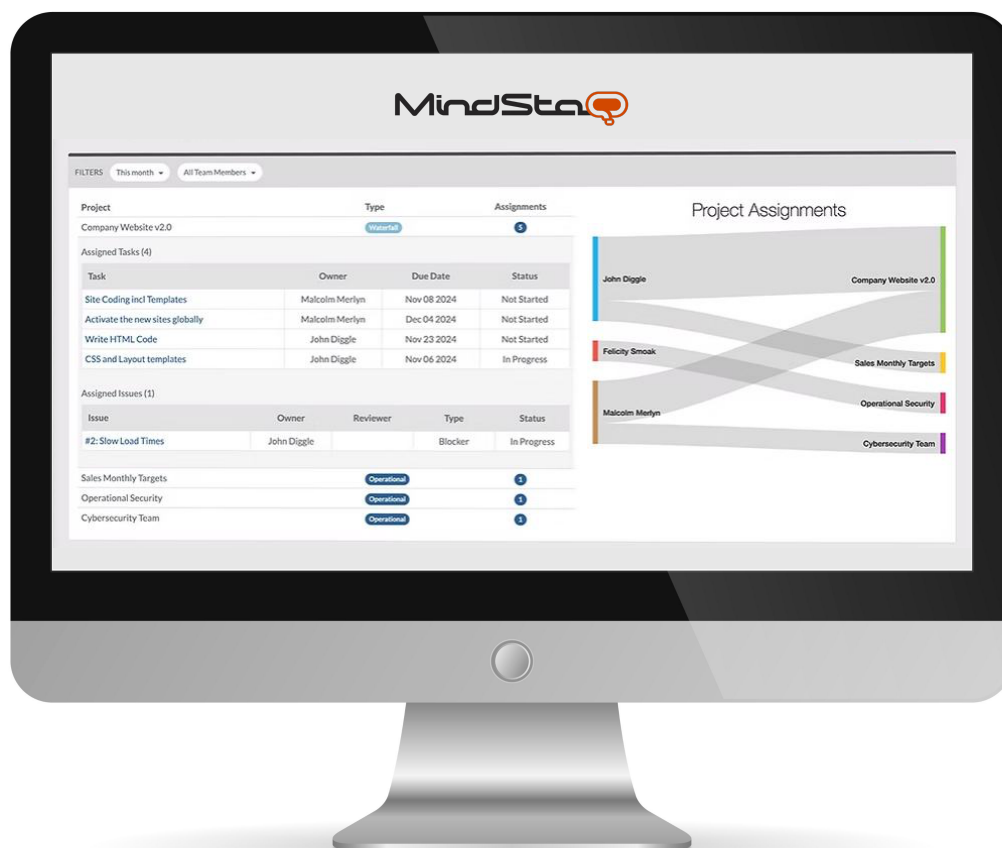 MindStaQ
FILTERS This month All Team Members
Project Type Assignments
Company Website v2.0 Waterfall 5
Assigned Tasks (4)
Task Owner Due Date Status
Site Coding incl Templates Malcolm Merlyn Nov 08 2024 Not Started
Activate the new sites globally Malcolm Merlyn Dec 04 2024 Not Started
Write HTML Code John Diggle Nov 23 2024 Not Started
CSS and Layout templates John Diggle Nov 06 2024 In Progress
Assigned Issues (1)
Issue Owner Reviewer Type Status
#2: Slow Load Times John Diggle Blocker In Progress
Sales Monthly Targets Operational 1
Operational Security Operational 1
Cybersecurity Team Operational 1
Project Assignments
John Diggle Company Website v2.0
Felicity Smoak
Sales Monthly Targets
Operational Security
Malcolm Merlyn
Cybersecurity Team